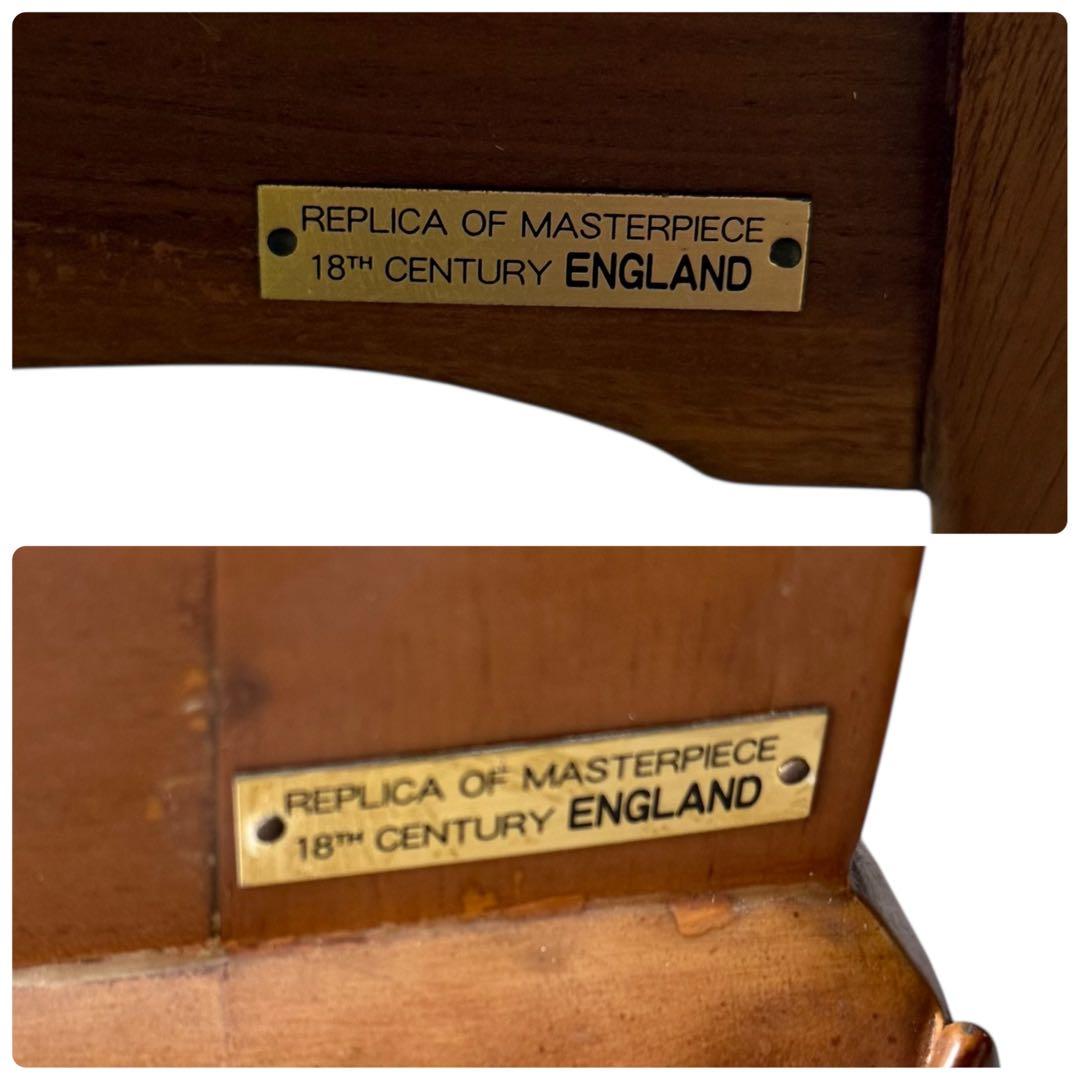 REPLICA OF MASTERPIECE
18TH CENTURY ENGLAND
REPLICA OF MASTERPIECE
18TH CENTURY ENGLAND